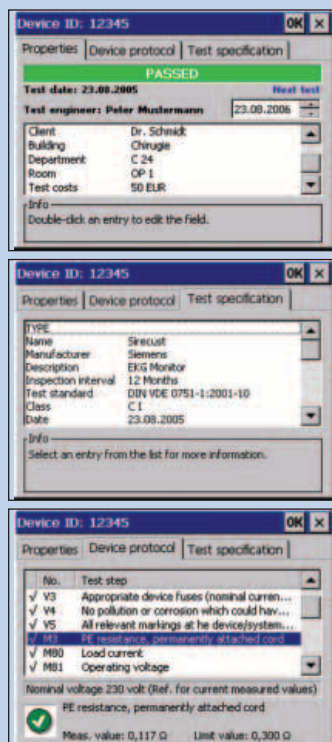 Device ID: 12345 OK ×
Properties Device protocol Test specification
PASSED
Test date: 23.08.2005 Next test
Test engineer: Peter Mustermann 23.08.2006
Client Dr. Schmidt
Building Chirugie
Department C 24
Room OP 1
Test costs 50 EUR
Info
Double-click an entry to edit the field.
Device ID: 12345 OK ×
Properties Device protocol Test specification
TYPE
Name Sirecust
Manufacturer Siemens
Description EKG Monitor
Inspection interval 12 Months
Test standard DIN VDE 0751-1:2001-10
Class C I
Date 23.08.2005
Info
Select an entry from the list for more information.
Device ID: 12345 OK ×
Properties Device protocol Test specification
No. Test step
√ V3 Appropriate device fuses (nominal curren...
√ V4 No pollution or corrosion which could hav...
√ V5 All relevant markings at he device/system...
√ M3 PE resistance, permanently attached cord
√ M80 Load current
√ M81 Operating voltage
Nominal voltage 230 volt (Ref. for current measured values)
PE resistance, permanently attached cord
Meas. value: 0,117 Ω Limit value: 0,300 Ω